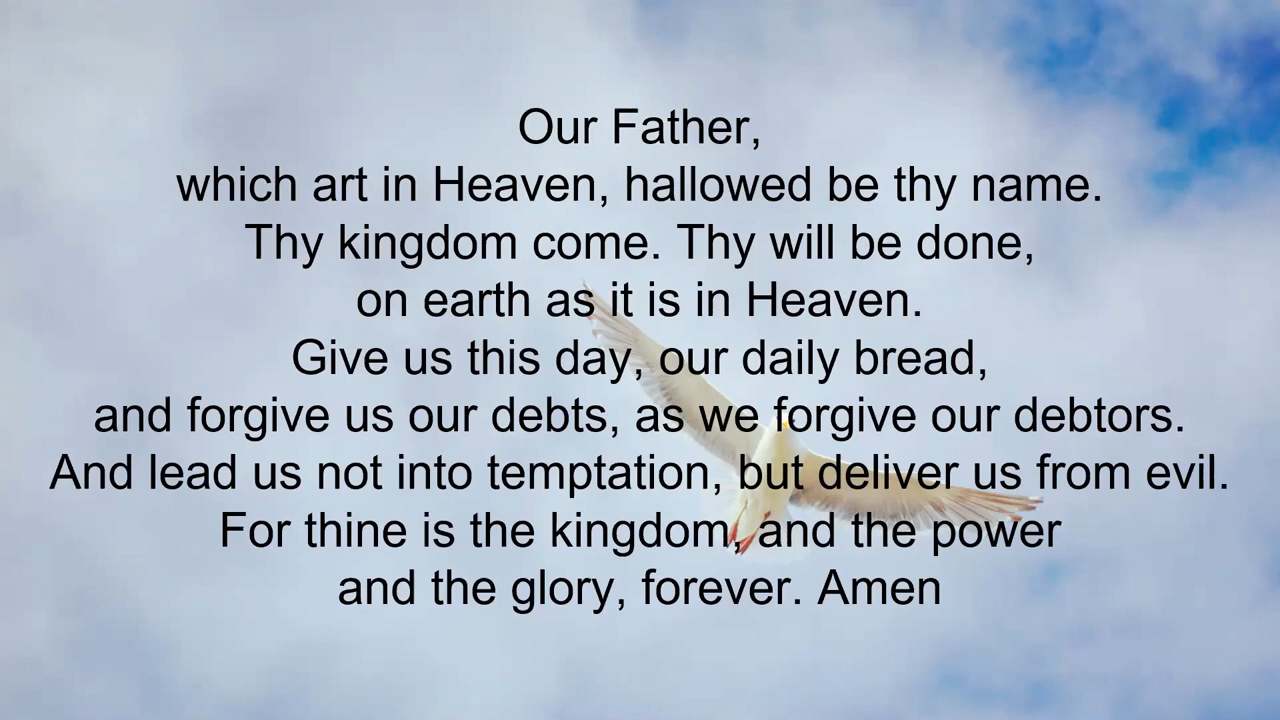 Our Father,
which art in Heaven, hallowed be thy name.
Thy kingdom come. Thy will be done,
on earth as it is in Heaven.
Give us this day, our daily bread,
and forgive us our debts, as we forgive our debtors.
And lead us not into temptation, but deliver us from evil.
For thine is the kingdom, and the power
and the glory, forever. Amen